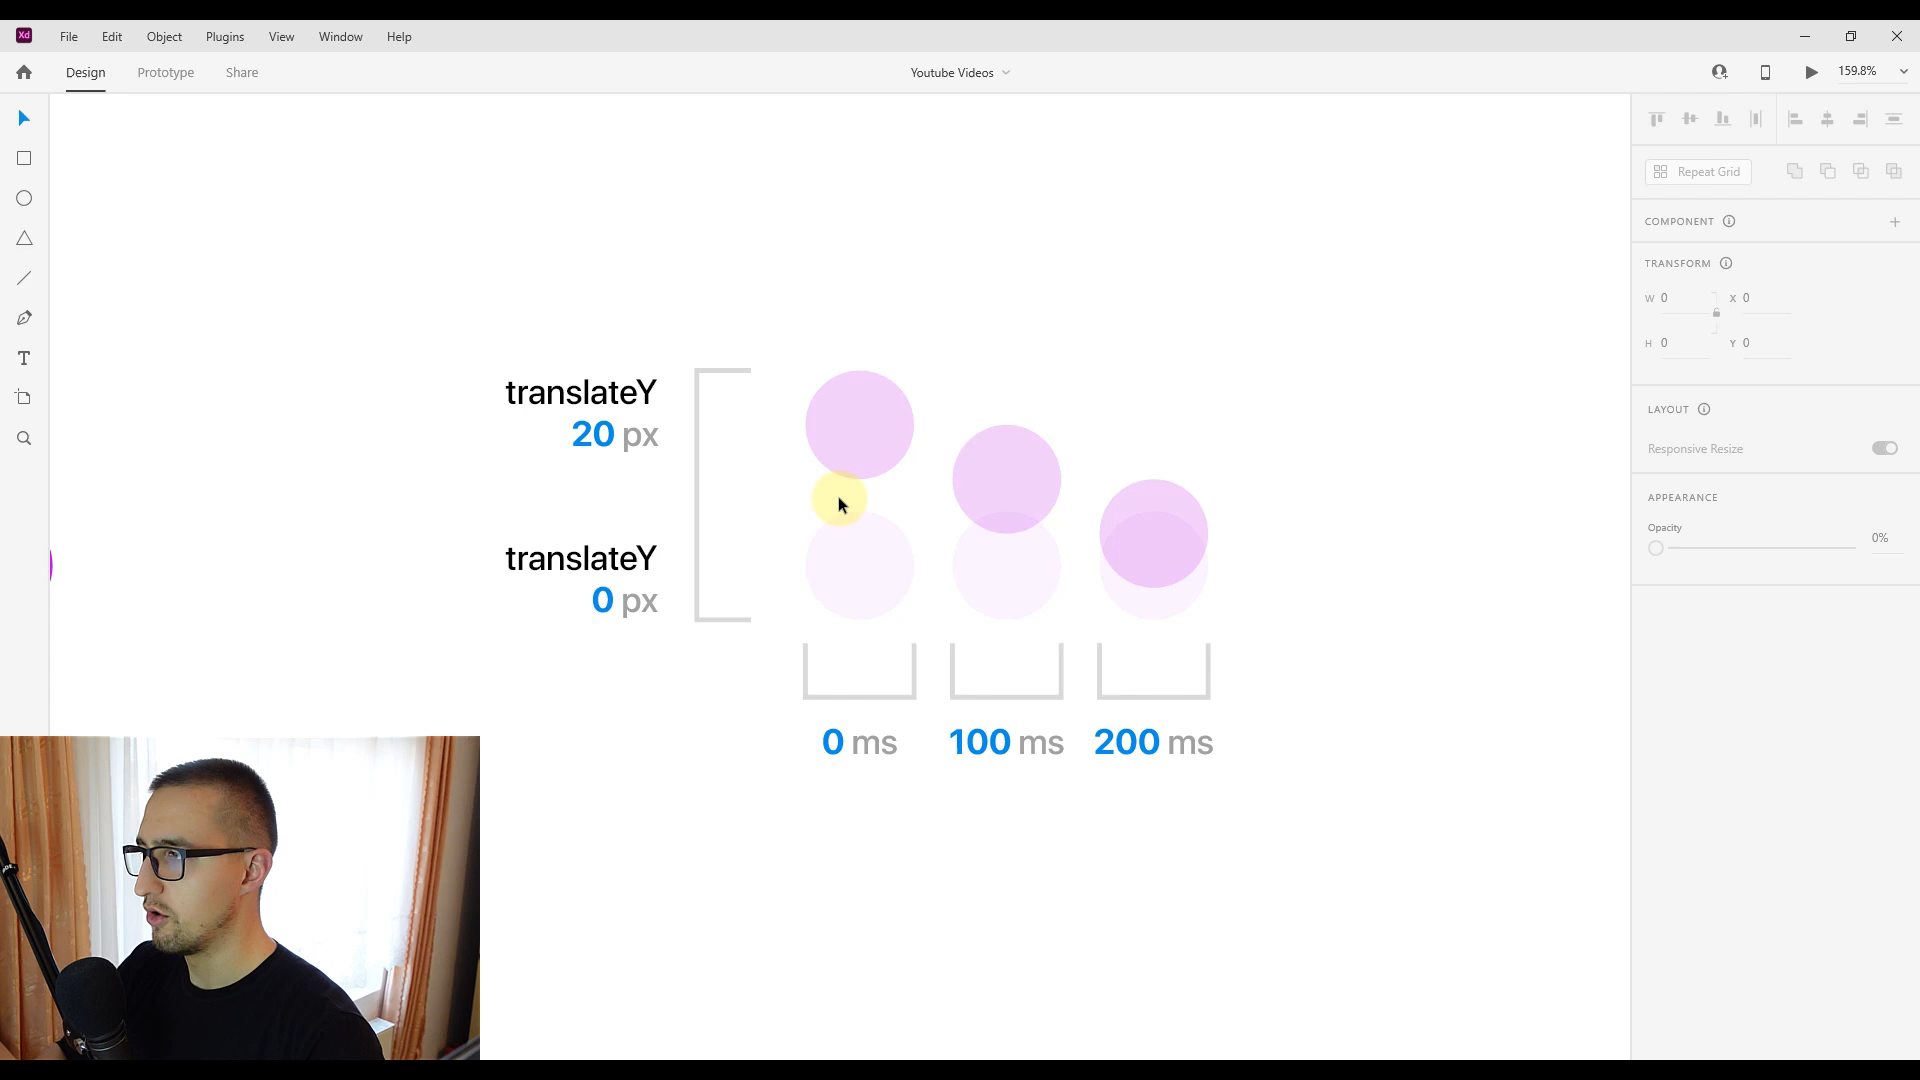 Xd
File Edit Object Plugins View Window Help
Design Prototype Share
Youtube Videos
159.8%
Repeat Grid
COMPONENT
TRANSFORM
W 0 X 0
H 0 Y 0
LAYOUT
Responsive Resize
APPEARANCE
Opacity
0%
translateY
20 px
translateY
0 px
0 ms 100 ms 200 ms